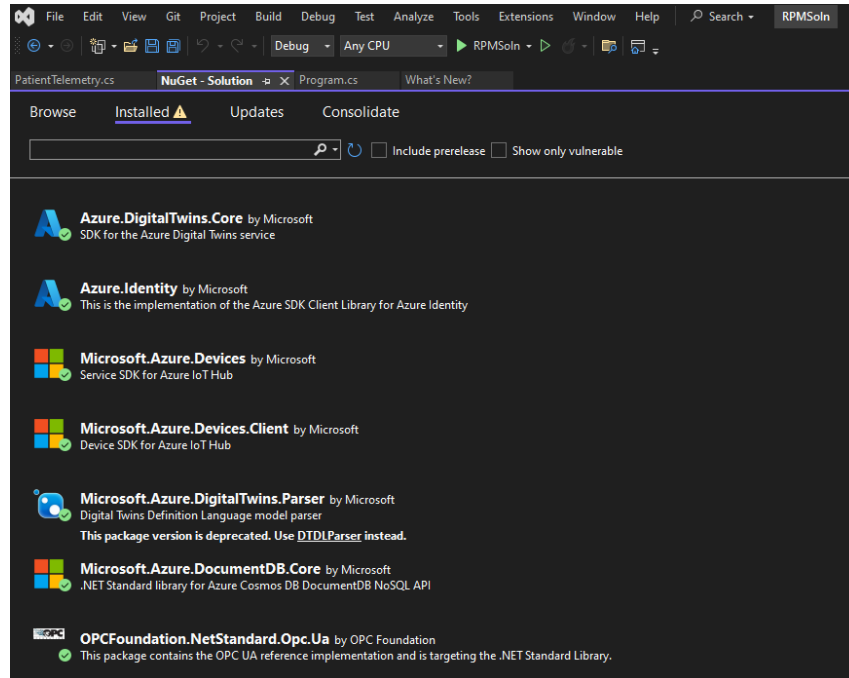 File Edit View Git Project Build Debug Test Analyze Tools Extensions Window Help Search RPMSoln
Debug Any CPU RPMSoln
PatientTelemetry.cs NuGet - Solution Program.cs What's New?
Browse Installed Updates Consolidate
Include prerelease Show only vulnerable
Azure.DigitalTwins.Core by Microsoft
SDK for the Azure Digital Twins service
Azure.Identity by Microsoft
This is the implementation of the Azure SDK Client Library for Azure Identity
Microsoft.Azure.Devices by Microsoft
Service SDK for Azure IoT Hub
Microsoft.Azure.Devices.Client by Microsoft
Device SDK for Azure IoT Hub
Microsoft.Azure.DigitalTwins.Parser by Microsoft
Digital Twins Definition Language model parser
This package version is deprecated. Use DTDLParser instead.
Microsoft.Azure.DocumentDB.Core by Microsoft
.NET Standard library for Azure Cosmos DB DocumentDB NoSQL API
OPC
OPCFoundation.NetStandard.Opc.Ua by OPC Foundation
This package contains the OPC UA reference implementation and is targeting the .NET Standard Library.